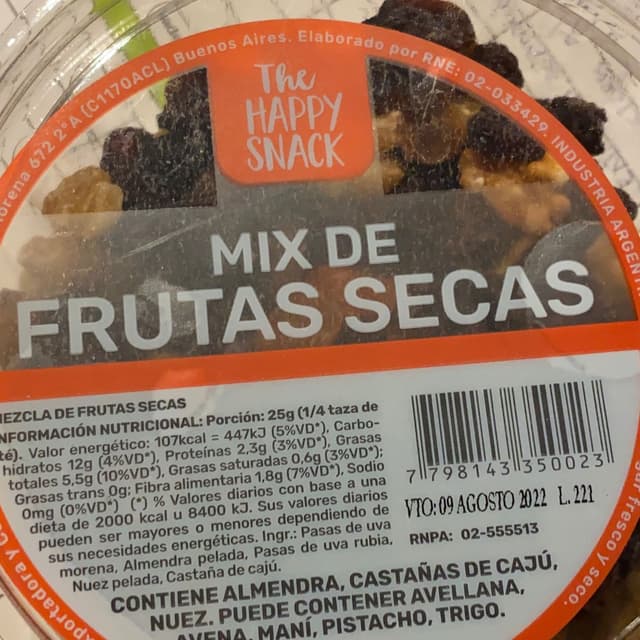 The
HAPPY
SNACK
672 2°A (C1170ACL) Buenos Aires. Elaborado por RNE: 02-033429. INDUSTRIA
MIX DE
FRUTAS SECAS
MEZCLA DE FRUTAS SECAS
INFORMACIÓN NUTRICIONAL: Porción: 25g (1/4 taza de
té). Valor energético: 107kcal = 447kJ (5%VD*), Carbo-
hidratos 12g (4%VD*), Proteínas 2,3g (3%VD*), Grasas
totales 5,5g (10%VD*), Grasas saturadas 0,6g (3%VD*);
Grasas trans 0g; Fibra alimentaria 1,8g (7%VD*), Sodio
0mg (0%VD*) (*) % Valores diarios con base a una
dieta de 2000 kcal u 8400 kJ. Sus valores diarios
pueden ser mayores o menores dependiendo de
sus necesidades energéticas. Ingr.: Pasas de uva
morena, Almendra pelada, Pasas de uva rubia,
Nuez pelada, Castaña de cajú.
7 798143 350023
VTO: 09 AGOSTO 2022 L. 221
RNPA: 02-555513
CONTIENE ALMENDRA, CASTAÑAS DE CAJÚ,
NUEZ. PUEDE CONTENER AVELLANA,
AVENA, MANÍ, PISTACHO, TRIGO.
fresco y seco.